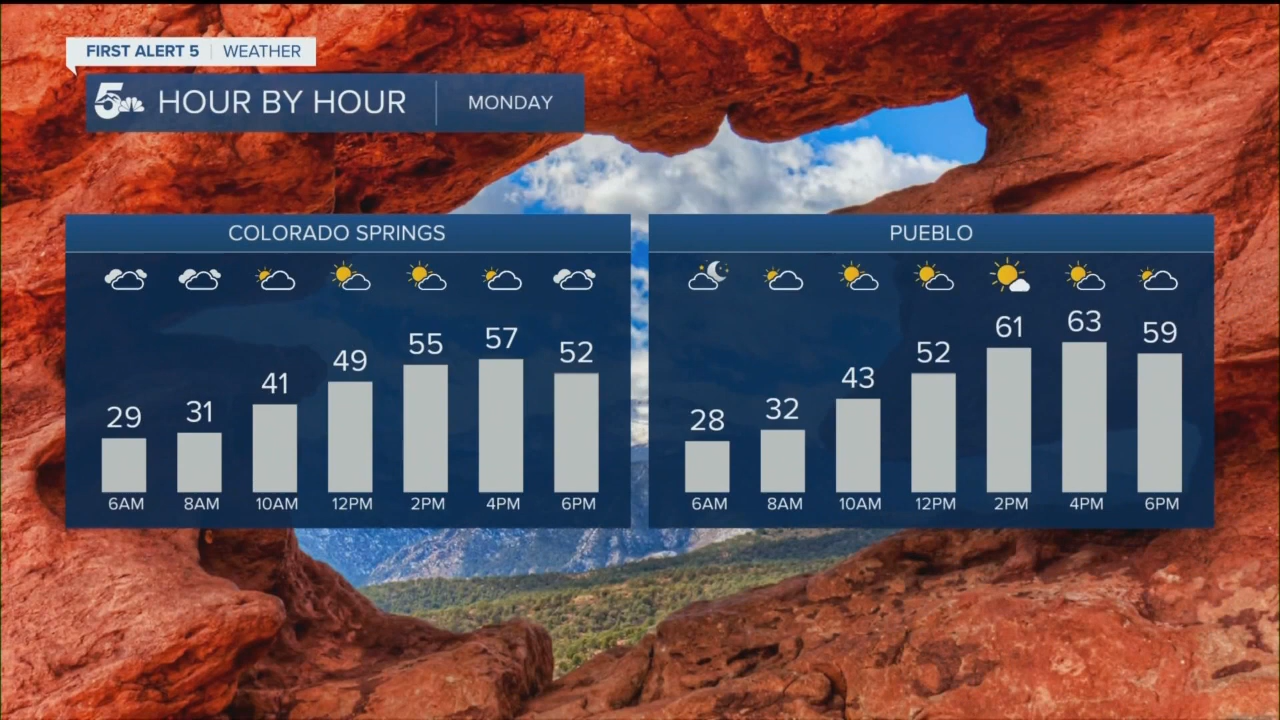 FIRST ALERT 5 | WEATHER
5 HOUR BY HOUR | MONDAY
COLORADO SPRINGS
29 31 41 49 55 57 52
6AM 8AM 10AM 12PM 2PM 4PM 6PM
PUEBLO
28 32 43 52 61 63 59
6AM 8AM 10AM 12PM 2PM 4PM 6PM